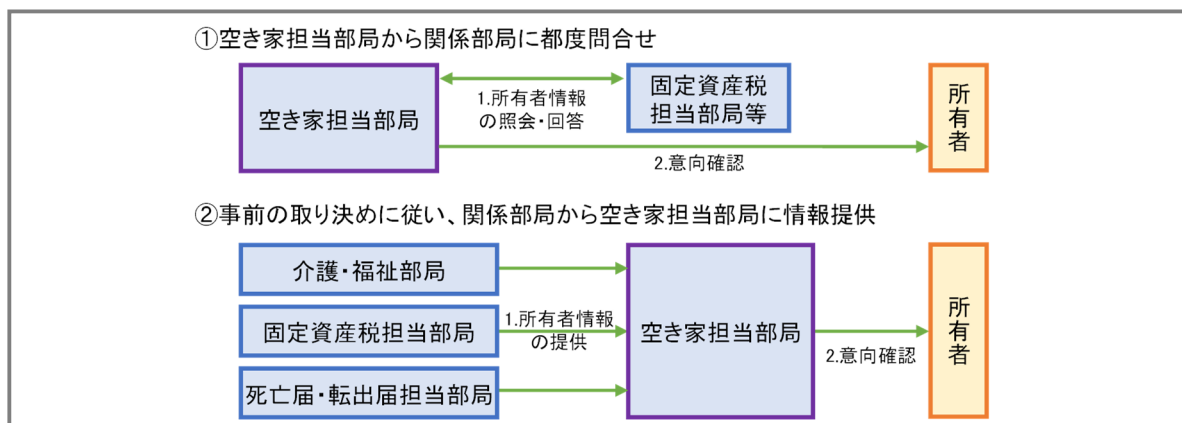 ①空き家担当部局から関係部局に都度問合せ
空き家担当部局
1.所有者情報
の照会・回答
固定資産税
担当部局等
2.意向確認
所有者
②事前の取り決めに従い、関係部局から空き家担当部局に情報提供
介護・福祉部局
固定資産税担当部局
死亡届・転出届担当部局
1.所有者情報
の提供
空き家担当部局
2.意向確認
所有者